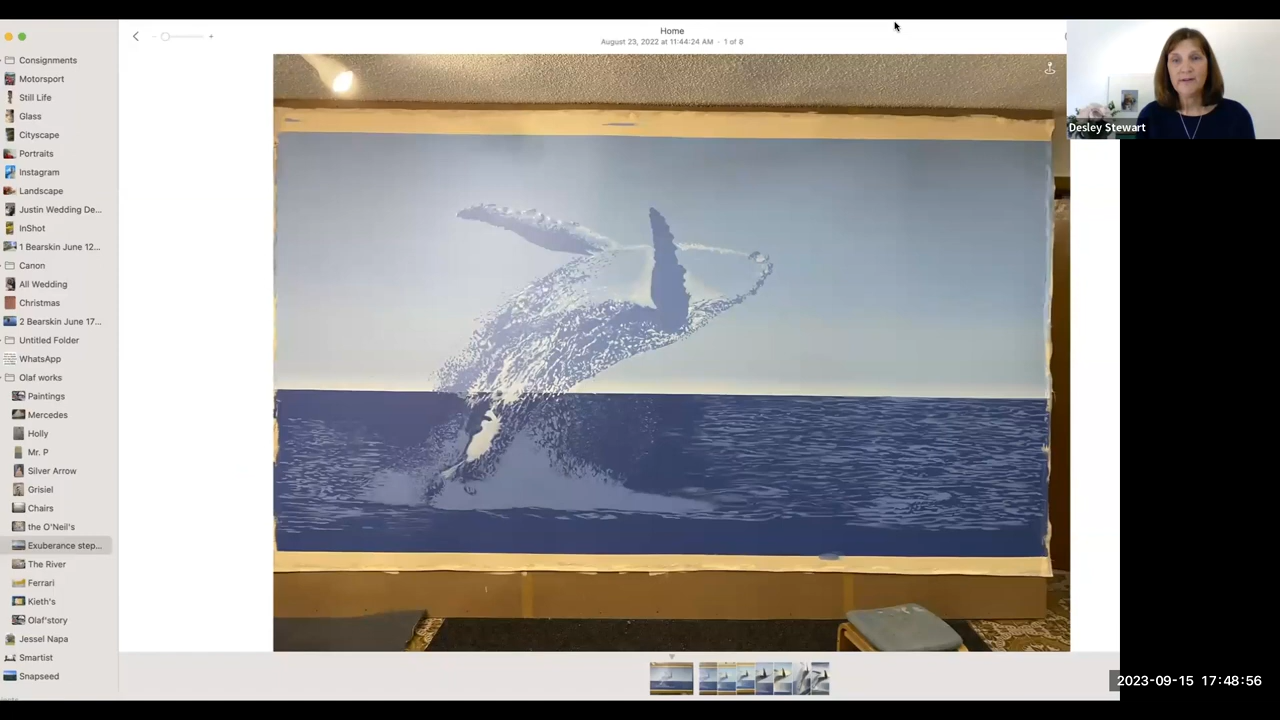 Home
August 23, 2022 at 11:44:24 AM · 1 of 8
Desley Stewart
Consignments
Motorsport
Still Life
Glass
Cityscape
Portraits
Instagram
Landscape
Justin Wedding De...
InShot
1 Bearskin June 12...
Canon
All Wedding
Christmas
2 Bearskin June 17...
Untitled Folder
WhatsApp
Olaf works
Paintings
Mercedes
Holly
Mr. P
Silver Arrow
Grisiel
Chairs
the O'Neil's
Exuberance step...
The River
Ferrari
Kieth's
Olaf'story
Jessel Napa
Smartist
Snapseed
2023-09-15 17:48:56